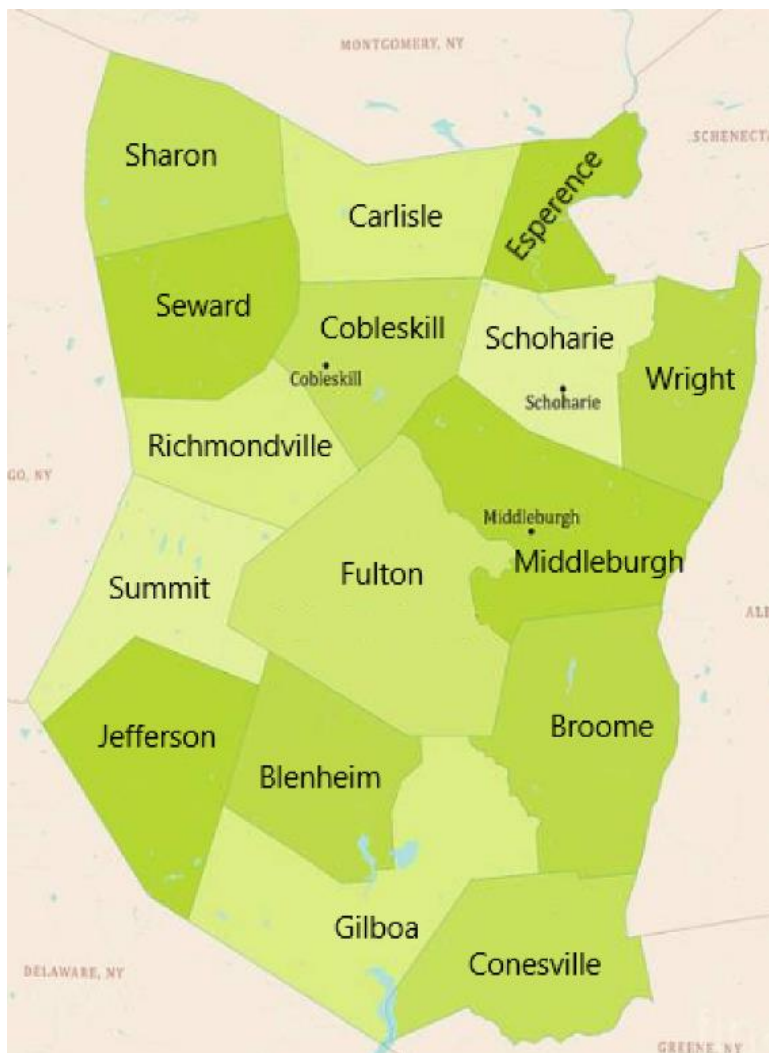 MONTGOMERY, NY
SCHENECTA
Sharon
Esperence
Carlisle
Seward
Cobleskill
Schoharie
Cobleskill
Wright
Schoharie
Richmondville
GO, NY
Middleburgh
Middleburgh
Fulton
Summit
ALI
Jefferson
Broome
Blenheim
Gilboa
Conesville
DELAWARE, NY
GREENE, NY